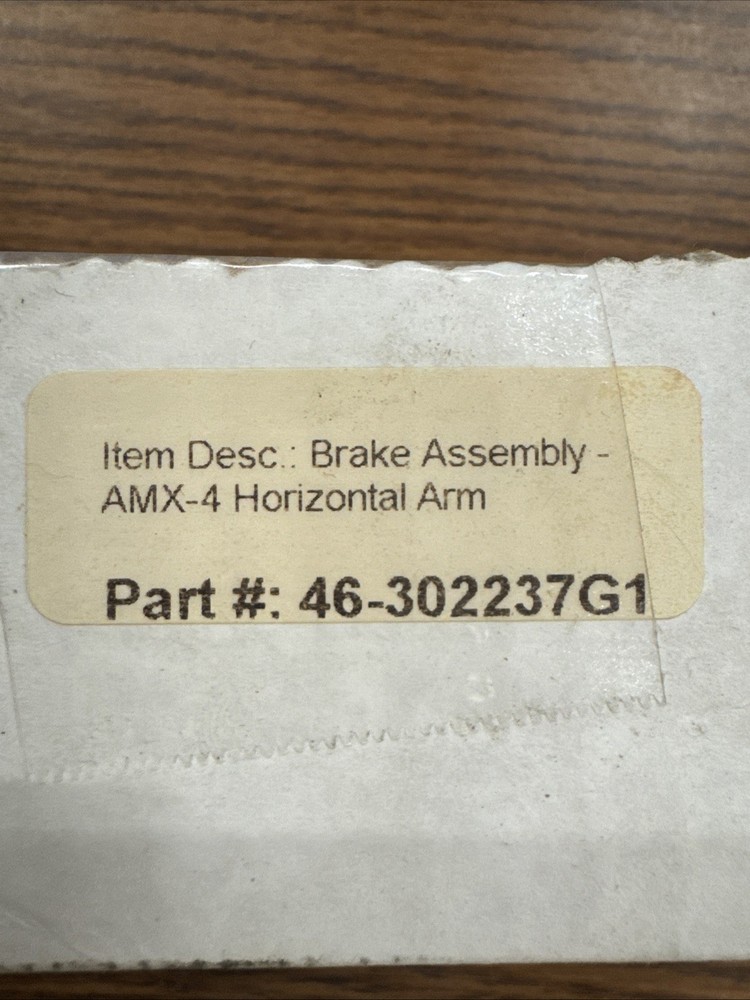 Item Desc.: Brake Assembly -
AMX-4 Horizontal Arm
Part #: 46-302237G1